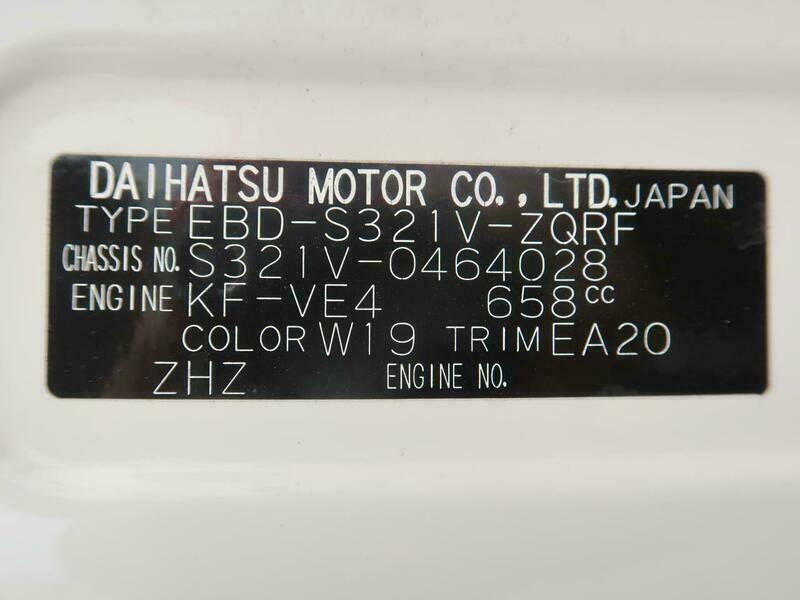 DAIHATSU MOTOR CO., LTD. JAPAN
TYPE EBD-S321V-ZQRF
CHASSIS NO. S321V-0464028
ENGINE KF-VE4 658cc
COLOR W19 TRIM EA20
ZHZ ENGINE NO.